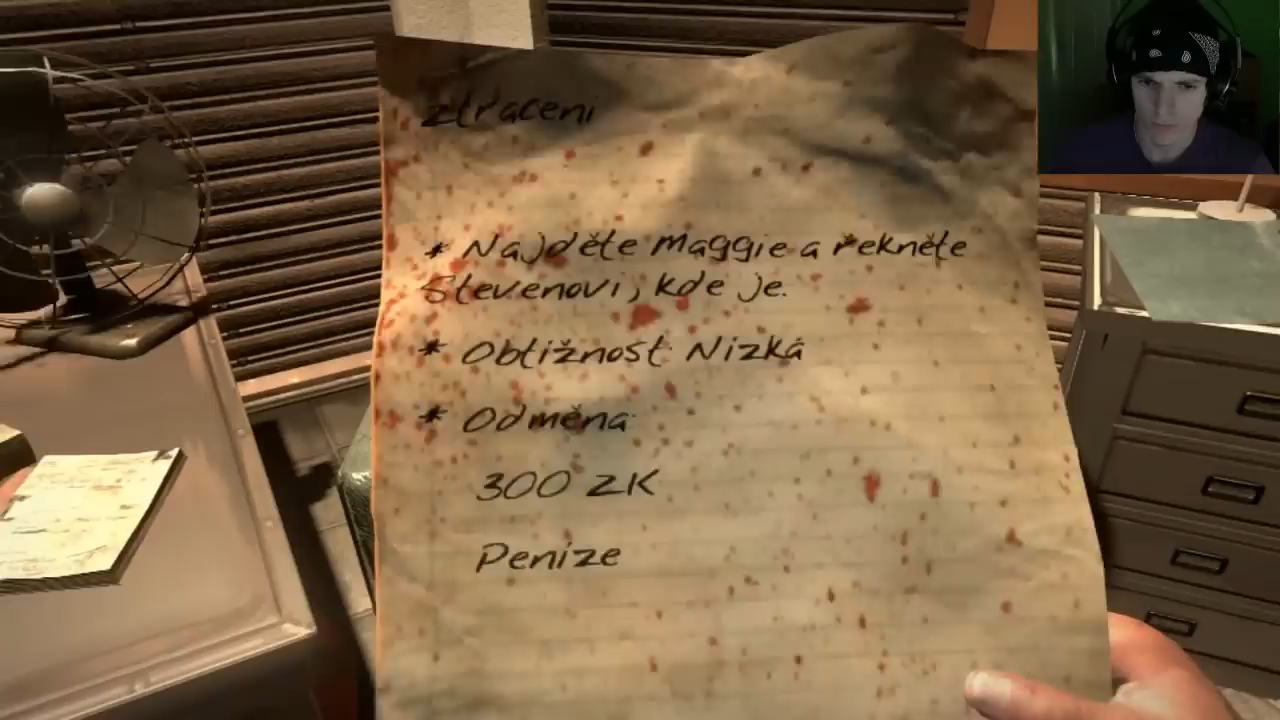 Ztraceni
* Najděte Maggie a řekněte
Stevenovi, kde je.
* Obtížnost Nízká
* Odměna:
300 ZK
Peníze